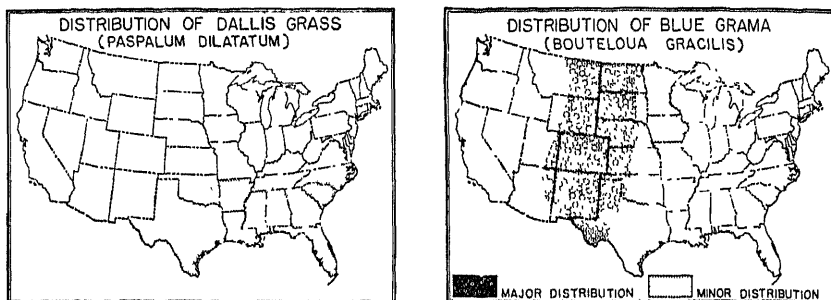 DISTRIBUTION OF DALLIS GRASS
(PASPALUM DILATATUM)
DISTRIBUTION OF BLUE GRAMA
(BOUTELOUA GRACILIS)
MAJOR DISTRIBUTION
MINOR DISTRIBUTION